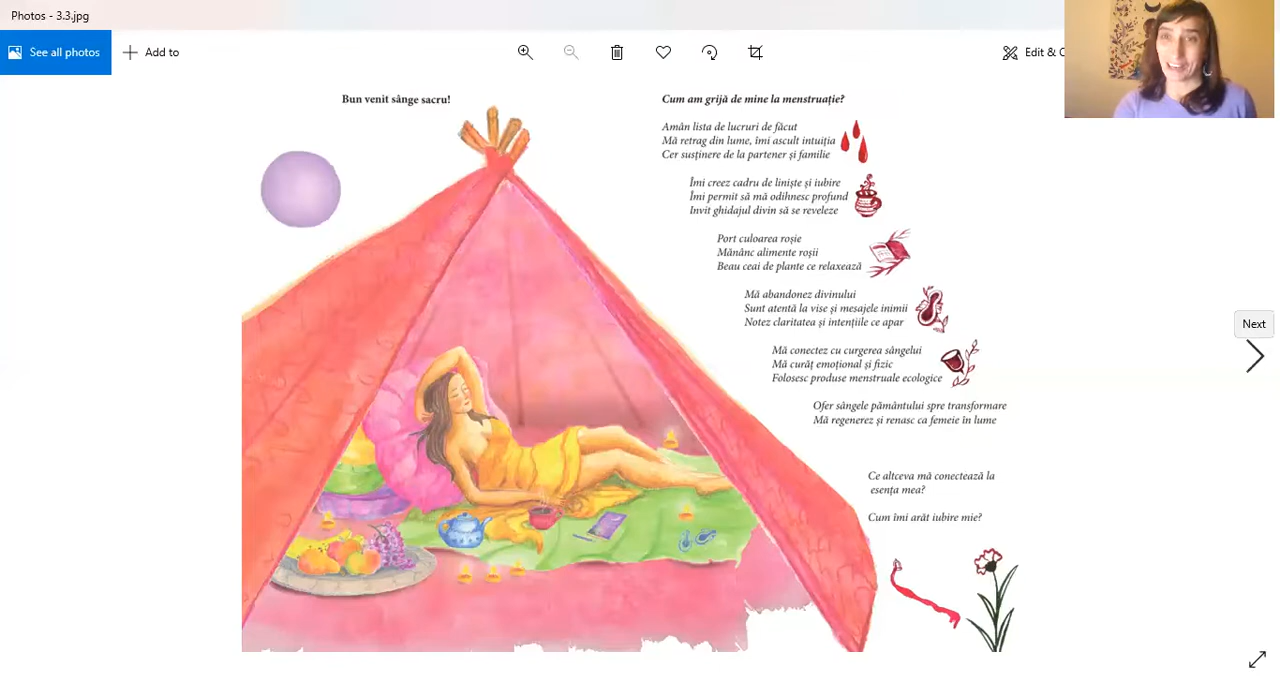 Photos - 3.3.jpg
See all photos
Add to
Edit & C
Bun venit sânge sacru!
Cum am grijă de mine la menstruație?
Amân lista de lucruri de făcut
Mă retrag din lume, îmi ascult intuiția
Cer susținere de la partener și familie
Îmi creez cadru de liniște și iubire
Îmi permit să mă odihnesc profund
Invit ghidajul divin să se reveleze
Port culoarea roșie
Mănânc alimente roșii
Beau ceai de plante ce relaxează
Mă abandonez divinului
Sunt atentă la vise și mesajele inimii
Notez claritatea și intențiile ce apar
Mă conectez cu curgerea sângelui
Mă curăț emoțional și fizic
Folosesc produse menstruale ecologice
Ofer sângele pământului spre transformare
Mă regenerez și renasc ca femeie în lume
Ce altceva mă conectează la
esența mea?
Cum îmi arăt iubire mie?
Next